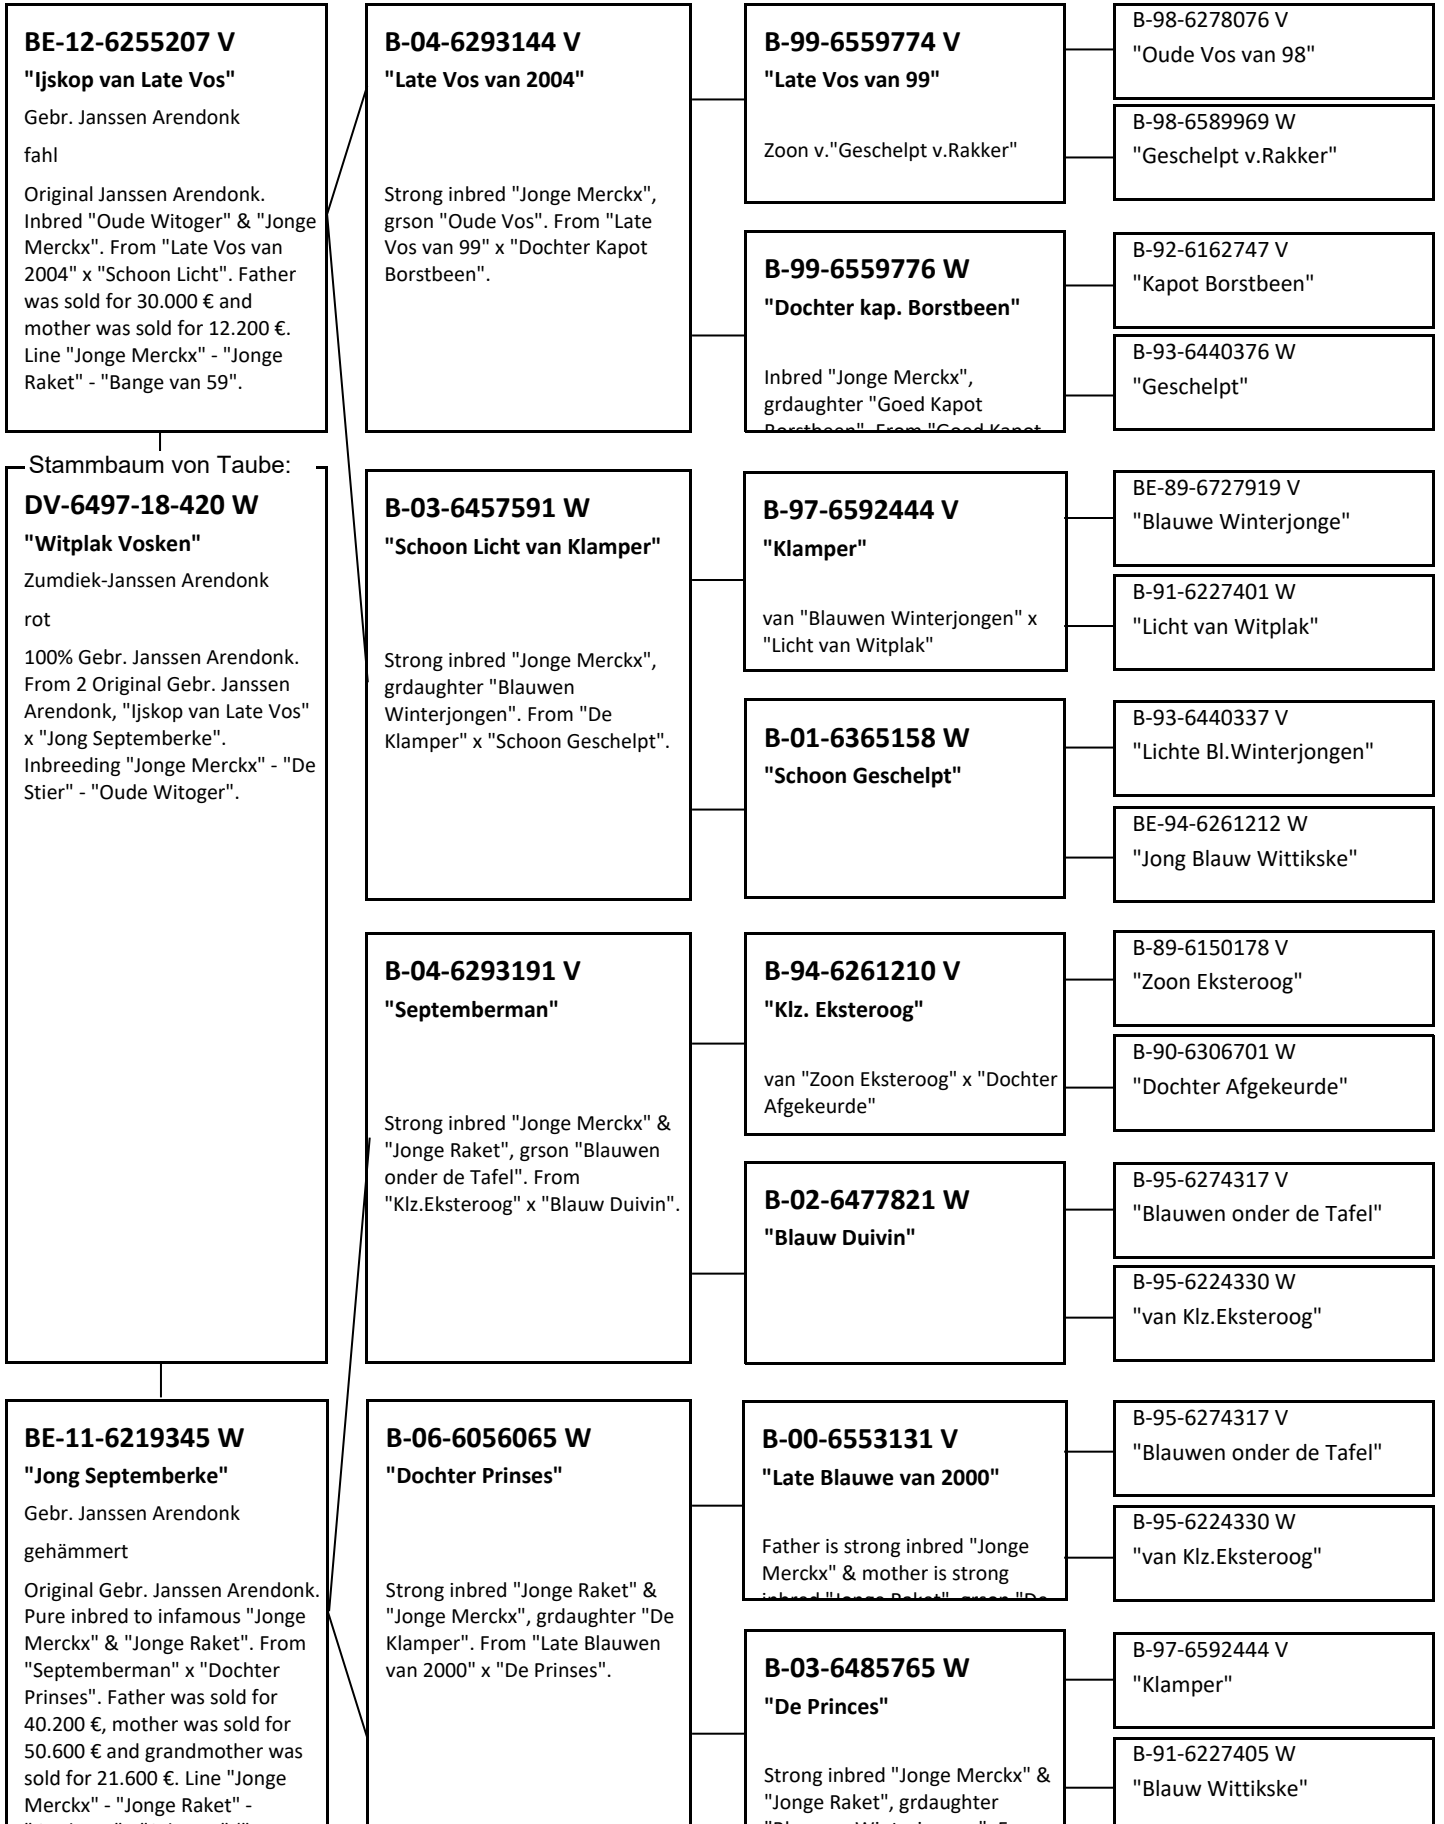 BE-12-6255207 V
"Ijskop van Late Vos"
Gebr. Janssen Arendonk
fahl
Original Janssen Arendonk.
Inbred "Oude Witoger" & "Jonge
Merckx". From "Late Vos van
2004" x "Schoon Licht". Father
was sold for 30.000 € and
mother was sold for 12.200 €.
Line "Jonge Merckx" - "Jonge
Raket" - "Bange van 59".
Stammbaum von Taube:
DV-6497-18-420 W
"Witplak Vosken"
Zumdiek-Janssen Arendonk
rot
100% Gebr. Janssen Arendonk.
From 2 Original Gebr. Janssen
Arendonk, "Ijskop van Late Vos"
x "Jong Septemberke".
Inbreeding "Jonge Merckx" - "De
Stier" - "Oude Witoger".
BE-11-6219345 W
"Jong Septemberke"
Gebr. Janssen Arendonk
gehämmert
Original Gebr. Janssen Arendonk.
Pure inbred to infamous "Jonge
Merckx" & "Jonge Raket". From
"Septemberman" x "Dochter
Prinses". Father was sold for
40.200 €, mother was sold for
50.600 € and grandmother was
sold for 21.600 €. Line "Jonge
Merckx" - "Jonge Raket" -
B-04-6293144 V
"Late Vos van 2004"
Strong inbred "Jonge Merckx",
grson "Oude Vos". From "Late
Vos van 99" x "Dochter Kapot
Borstbeen".
B-03-6457591 W
"Schoon Licht van Klamper"
Strong inbred "Jonge Merckx",
grdaughter "Blauwen
Winterjongen". From "De
Klamper" x "Schoon Geschelpt".
B-04-6293191 V
"Septemberman"
Strong inbred "Jonge Merckx" &
"Jonge Raket", grson "Blauwen
onder de Tafel". From
"Klz.Eksteroog" x "Blauw Duivin".
B-06-6056065 W
"Dochter Prinses"
Strong inbred "Jonge Raket" &
"Jonge Merckx", grdaughter "De
Klamper". From "Late Blauwen
van 2000" x "De Prinses".
B-99-6559774 V
"Late Vos van 99"
Zoon v."Geschelpt v.Rakker"
B-99-6559776 W
"Dochter kap. Borstbeen"
Inbred "Jonge Merckx",
grdaughter "Goed Kapot
Borstbeen". From "Goed Kapot
B-97-6592444 V
"Klamper"
van "Blauwen Winterjongen" x
"Licht van Witplak"
B-01-6365158 W
"Schoon Geschelpt"
B-94-6261210 V
"Klz. Eksteroog"
van "Zoon Eksteroog" x "Dochter
Afgekeurde"
B-02-6477821 W
"Blauw Duivin"
B-00-6553131 V
"Late Blauwe van 2000"
Father is strong inbred "Jonge
Merckx" & mother is strong
inbred "Jonge Raket", grson "De
B-03-6485765 W
"De Princes"
Strong inbred "Jonge Merckx" &
"Jonge Raket", grdaughter
B-98-6278076 V
"Oude Vos van 98"
B-98-6589969 W
"Geschelpt v.Rakker"
B-92-6162747 V
"Kapot Borstbeen"
B-93-6440376 W
"Geschelpt"
BE-89-6727919 V
"Blauwe Winterjonge"
B-91-6227401 W
"Licht van Witplak"
B-93-6440337 V
"Lichte Bl.Winterjongen"
BE-94-6261212 W
"Jong Blauw Wittikske"
B-89-6150178 V
"Zoon Eksteroog"
B-90-6306701 W
"Dochter Afgekeurde"
B-95-6274317 V
"Blauwen onder de Tafel"
B-95-6224330 W
"van Klz.Eksteroog"
B-95-6274317 V
"Blauwen onder de Tafel"
B-95-6224330 W
"van Klz.Eksteroog"
B-97-6592444 V
"Klamper"
B-91-6227405 W
"Blauw Wittikske"